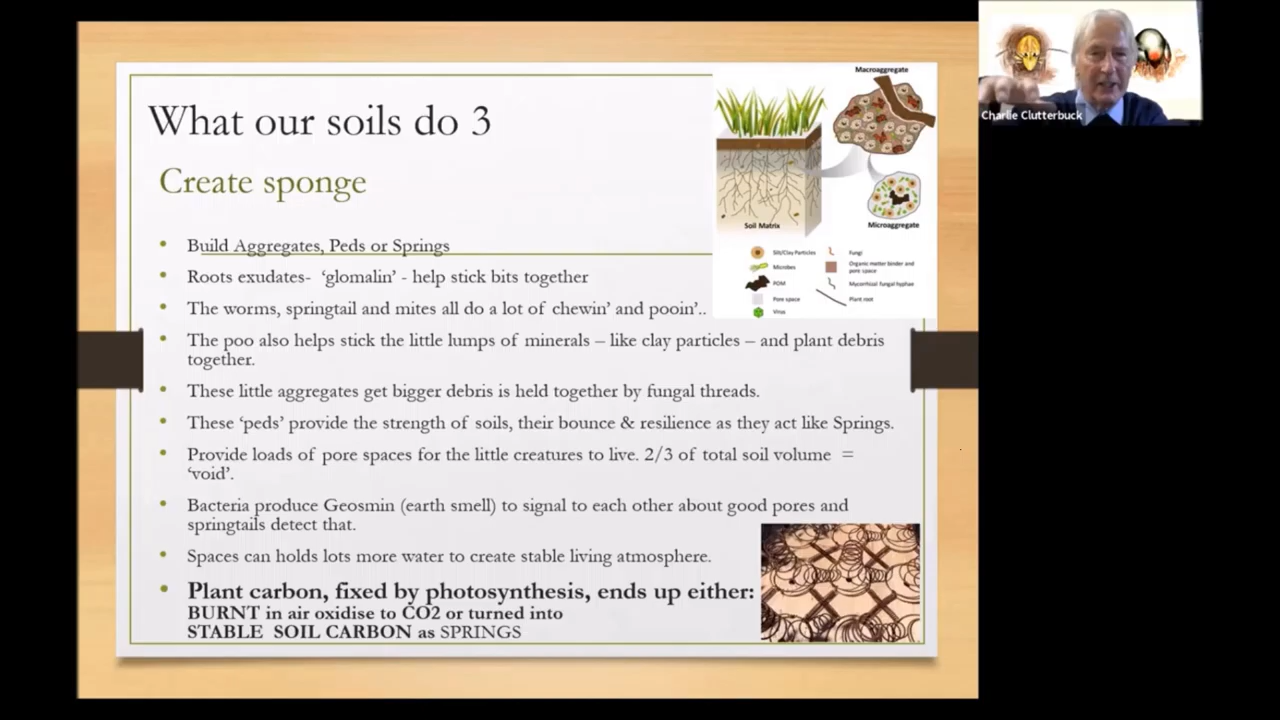 What our soils do 3
Create sponge
Build Aggregates, Peds or Springs
Roots exudates- ‘glomalin’ - help stick bits together
The worms, springtail and mites all do a lot of chewin’ and pooin’..
The poo also helps stick the little lumps of minerals – like clay particles – and plant debris
together.
These little aggregates get bigger debris is held together by fungal threads.
These ‘peds’ provide the strength of soils, their bounce & resilience as they act like Springs.
Provide loads of pore spaces for the little creatures to live. 2/3 of total soil volume =
‘void’.
Bacteria produce Geosmin (earth smell) to signal to each other about good pores and
springtails detect that.
Spaces can holds lots more water to create stable living atmosphere.
Plant carbon, fixed by photosynthesis, ends up either:
BURNT in air oxidise to CO2 or turned into
STABLE SOIL CARBON as SPRINGS
Macroaggregate
Soil Matrix
Microaggregate
Silt/Clay Particles
Fungi
Microbes
Organic matter binder and
pore space
POM
Mycorrhizal fungal hyphae
Pore space
Plant root
Virus
Charlie Clutterbuck